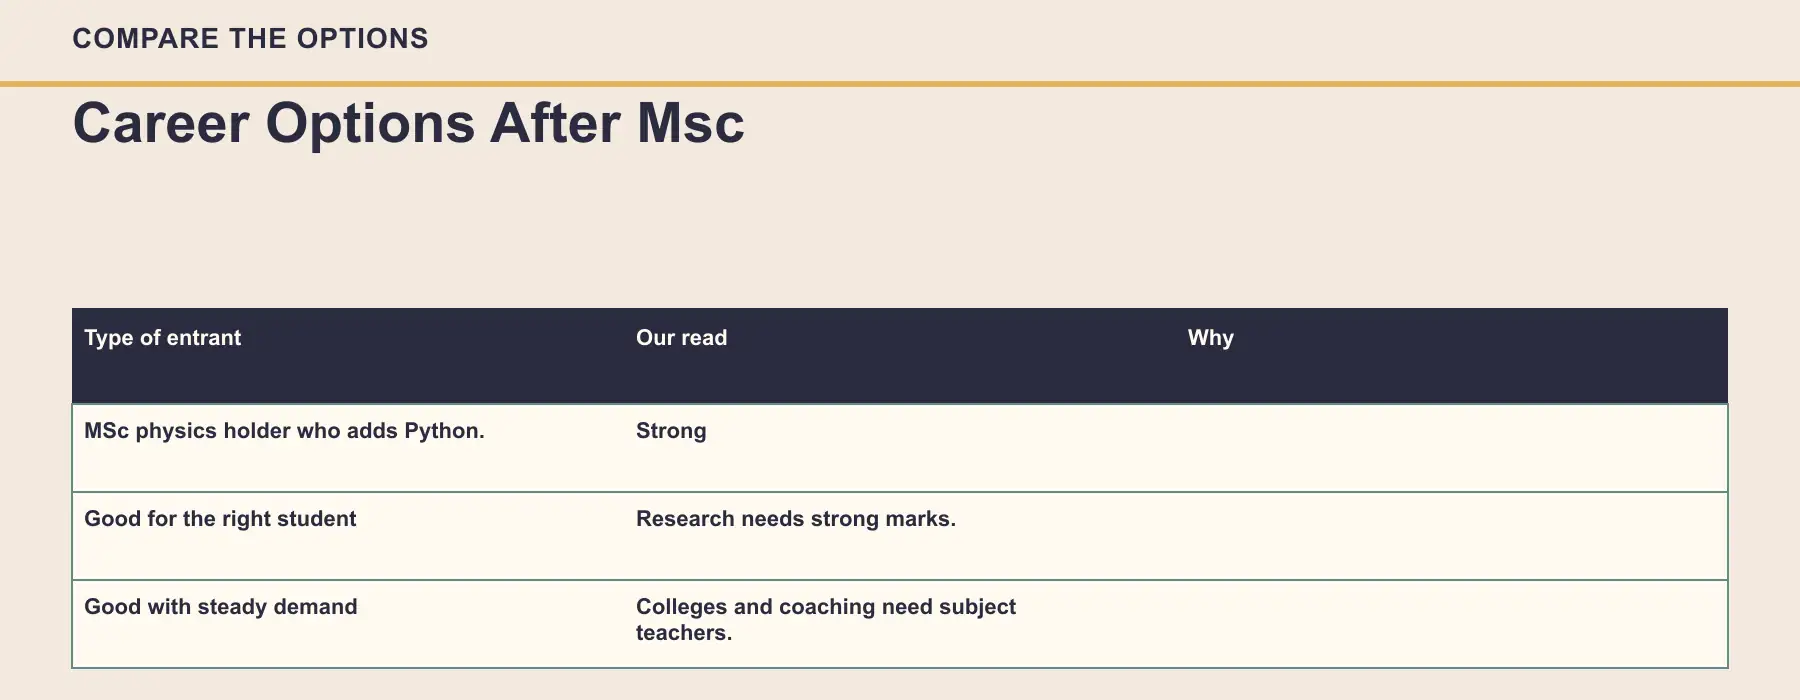 COMPARE THE OPTIONS
Career Options After Msc
Type of entrant Our read Why
MSc physics holder who adds Python. Strong
Good for the right student Research needs strong marks.
Good with steady demand Colleges and coaching need subject
teachers.